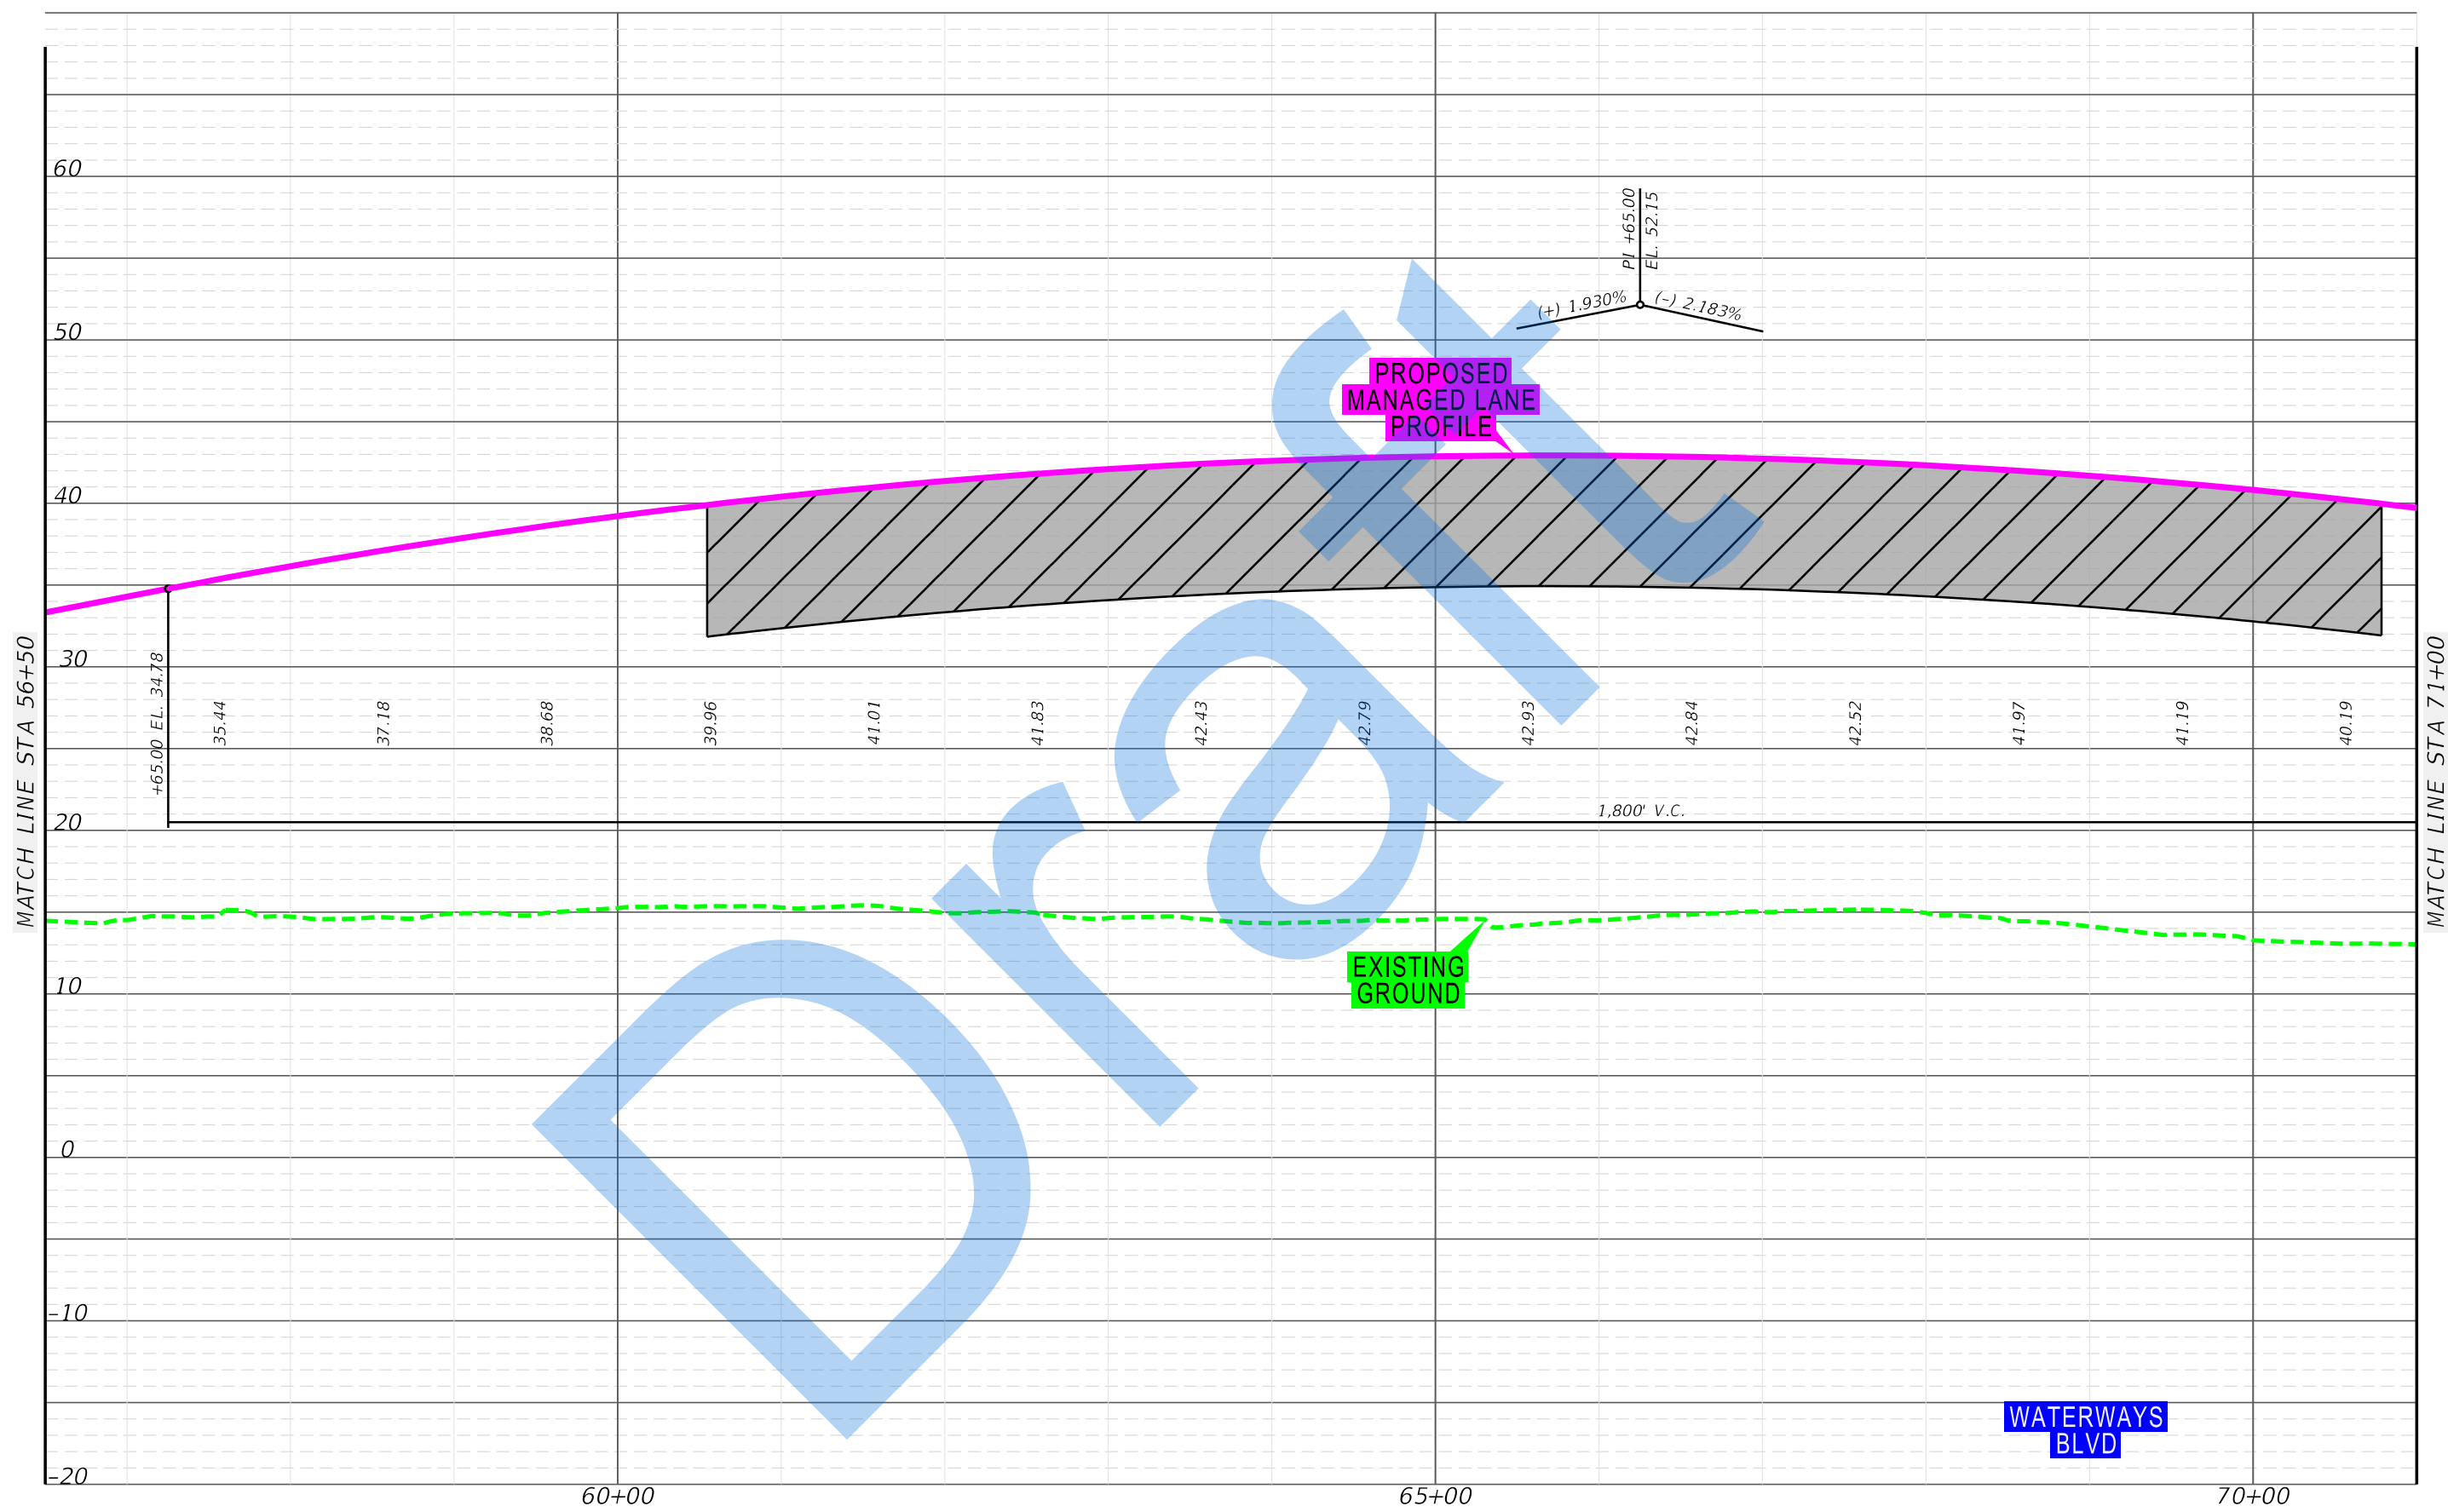 60
50
40
30
20
10
0
-10
-20
PI +65.00
EL. 52.15
(+) 1.930%
(-) 2.183%
PROPOSED
MANAGED LANE
PROFILE
MATCH LINE STA 56+50
+65.00 EL. 34.78
35.44
37.18
38.68
39.96
41.01
41.83
42.43
42.79
42.93
42.84
42.52
41.97
41.19
40.19
MATCH LINE STA 71+00
1,800' V.C.
EXISTING
GROUND
Draft
WATERWAYS
BLVD
60+00
65+00
70+00